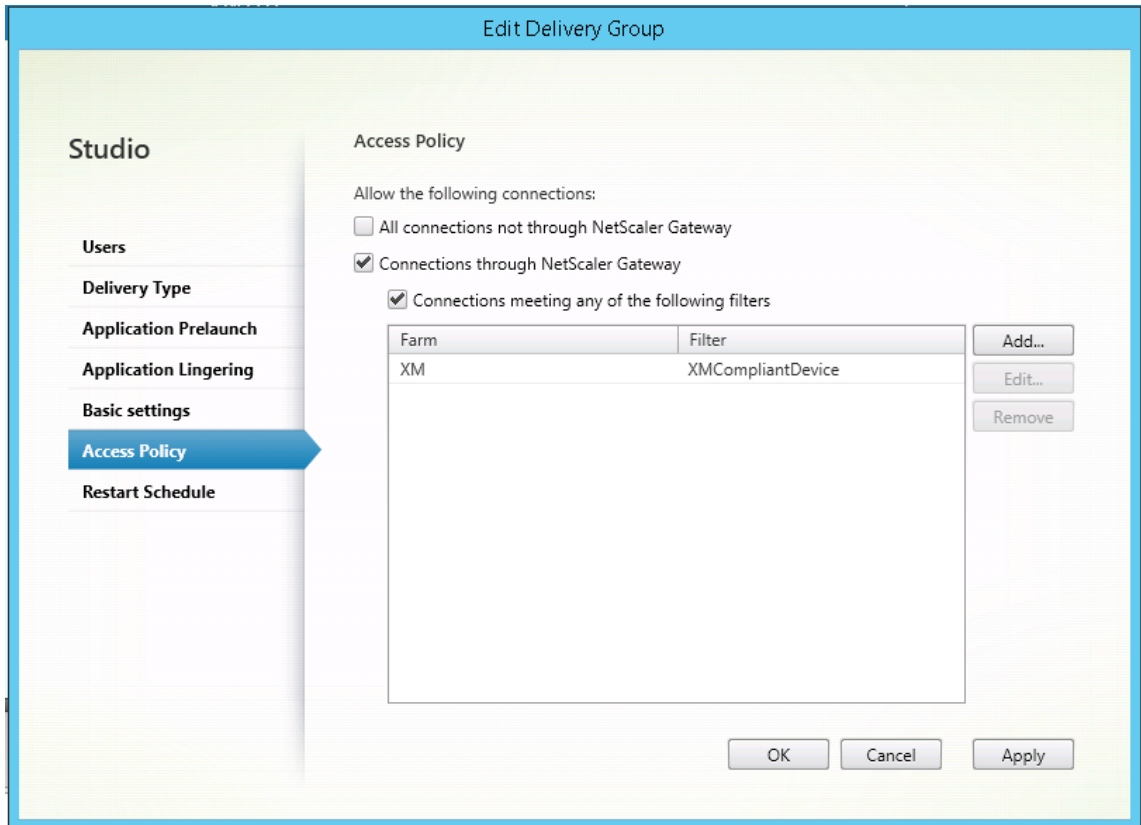 Edit Delivery Group
Studio
Users
Delivery Type
Application Prelaunch
Application Lingering
Basic settings
Access Policy
Restart Schedule
Access Policy
Allow the following connections:
All connections not through NetScaler Gateway
Connections through NetScaler Gateway
Connections meeting any of the following filters
Farm Filter
XM XMCompliantDevice
Add...
Edit...
Remove
OK Cancel Apply